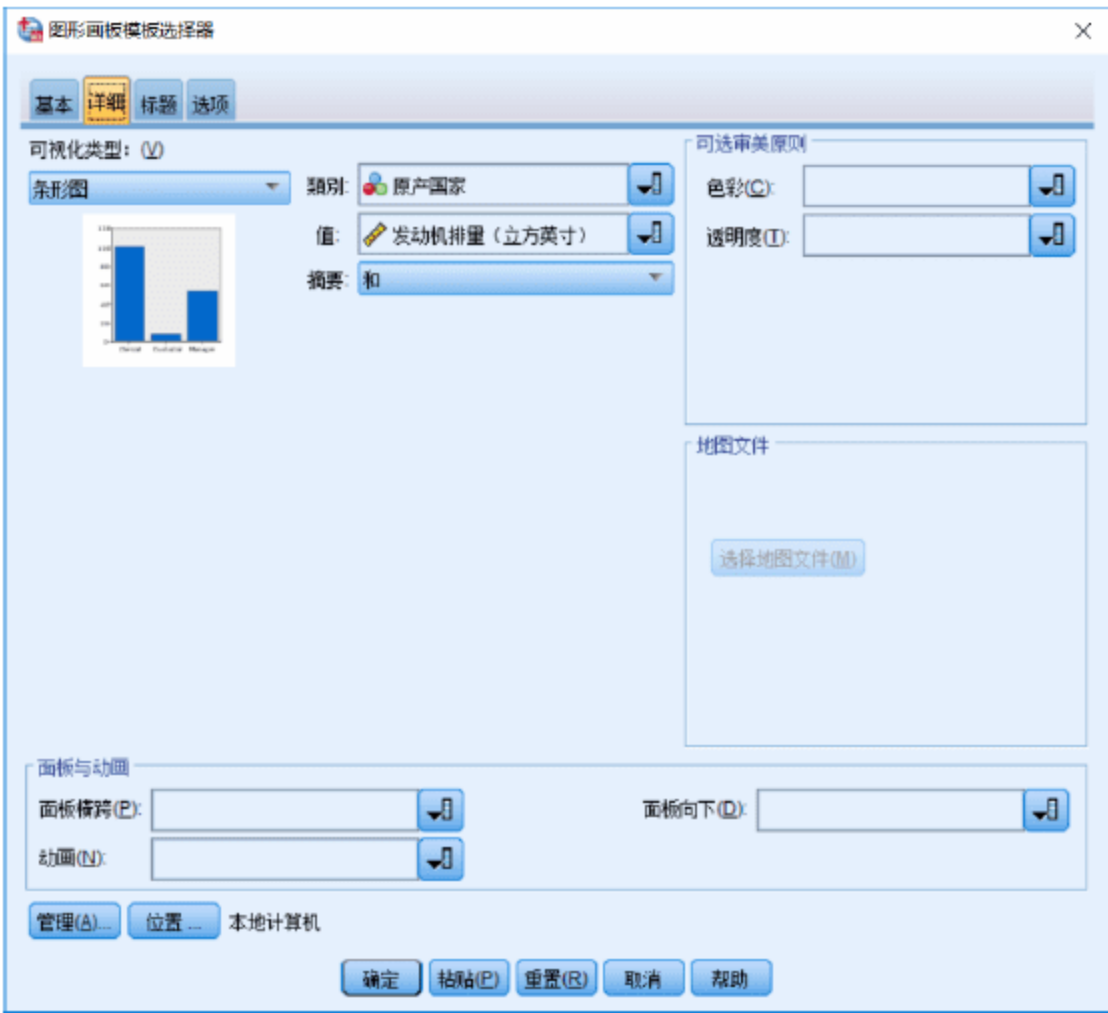 图形画板模板选择器
基本 详细 标题 选项
可视化类型：(V)
条形图
類别: 原产国家
值: 发动机排量（立方英寸）
摘要: 和
可选审美原则
色彩(C):
透明度(T):
地图文件
选择地图文件(M)
面板与动画
面板横跨(P): 面板向下(D):
动画(N):
管理(A)... 位置 ... 本地计算机
确定 粘贴(P) 重置(R) 取消 帮助